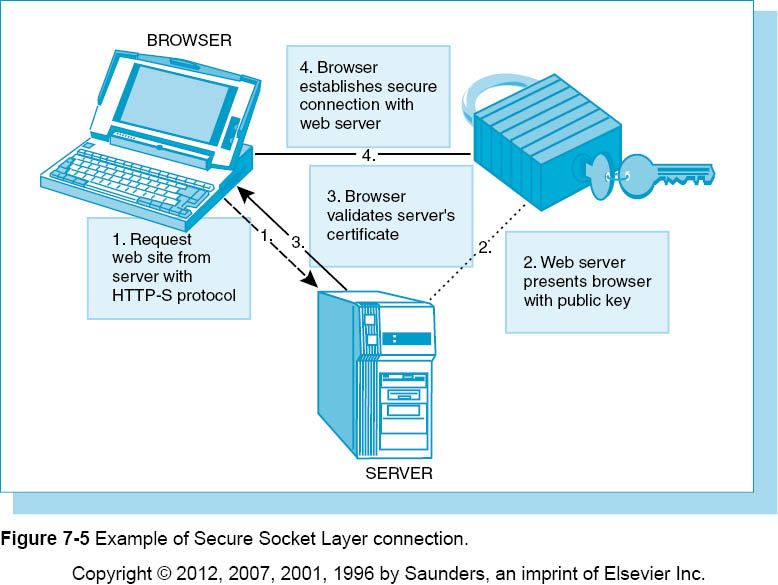 BROWSER
4. Browser
establishes secure
connection with
web server
4.
3. Browser
validates server's
certificate
1. Request
web site from
server with
HTTP-S protocol
1.
3.
2.
2. Web server
presents browser
with public key
SERVER
Figure 7-5 Example of Secure Socket Layer connection.
Copyright © 2012, 2007, 2001, 1996 by Saunders, an imprint of Elsevier Inc.